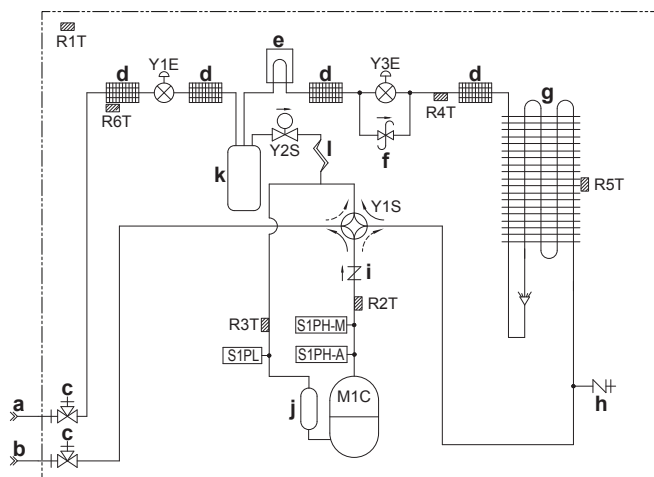 R1T
e
d
Y1E
d
d
Y3E
d
g
R6T
R4T
f
Y2S
l
k
R5T
Y1S
i
R3T
R2T
S1PH-M
S1PL
S1PH-A
M1C
j
c
a
h
c
b